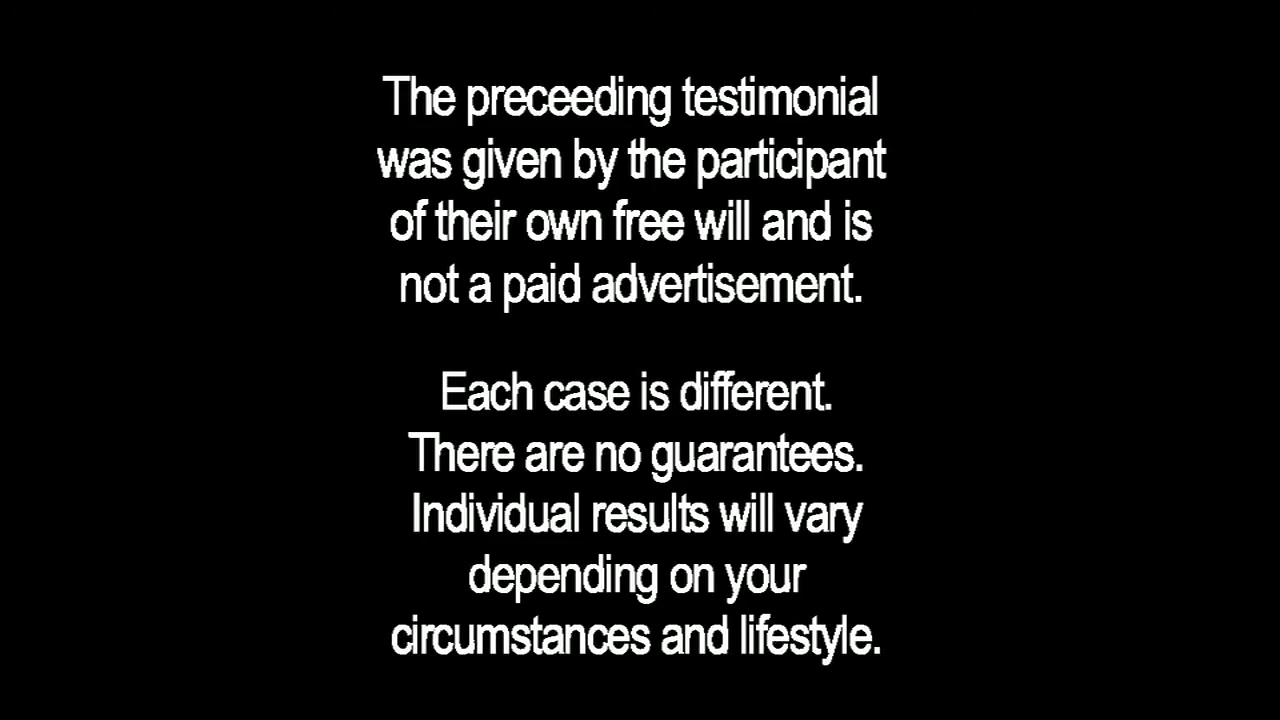 The preceeding testimonial
was given by the participant
of their own free will and is
not a paid advertisement.
Each case is different.
There are no guarantees.
Individual results will vary
depending on your
circumstances and lifestyle.